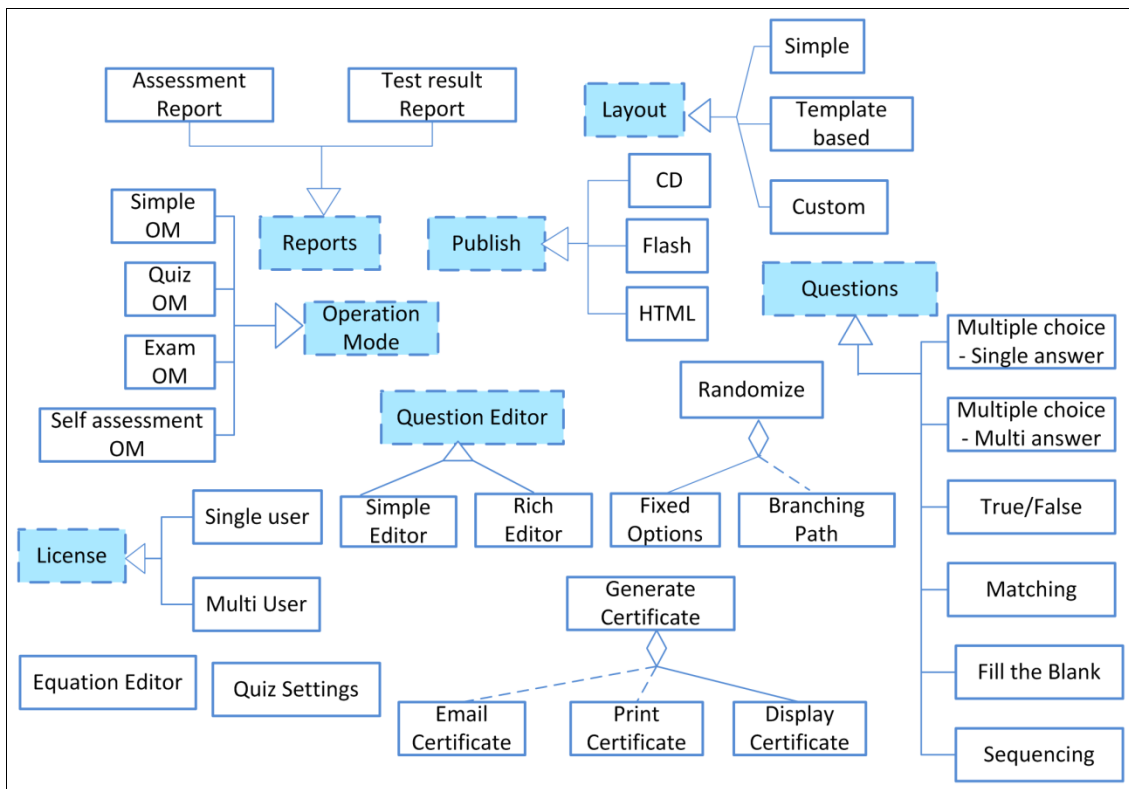 Assessment
Report
Test result
Report
Layout
Simple
Template
based
Custom
Simple
OM
Quiz
OM
Exam
OM
Self assessment
OM
Reports
Operation
Mode
Publish
CD
Flash
HTML
Questions
Multiple choice
- Single answer
Multiple choice
- Multi answer
True/False
Matching
Fill the Blank
Sequencing
Question Editor
Simple
Editor
Rich
Editor
Randomize
Fixed
Options
Branching
Path
License
Single user
Multi User
Generate
Certificate
Email
Certificate
Print
Certificate
Display
Certificate
Equation Editor
Quiz Settings